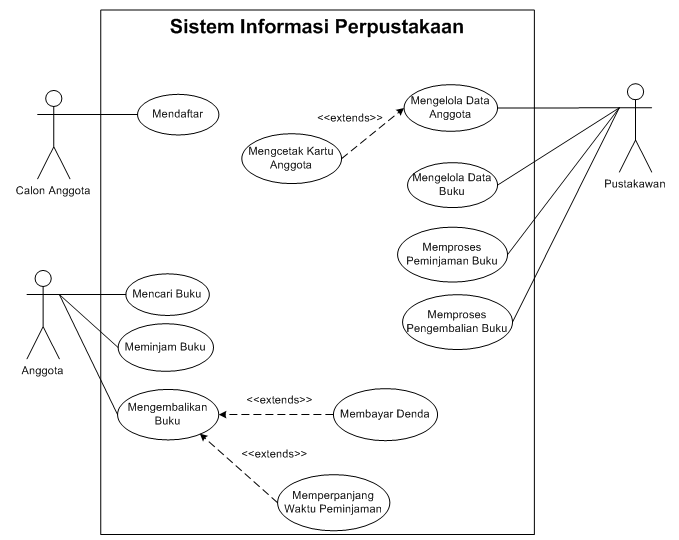 Sistem Informasi Perpustakaan
Mendaftar
Calon Anggota
<<extends>>
Mengelola Data
Anggota
Mengcetak Kartu
Anggota
Mengelola Data
Buku
Pustakawan
Memproses
Peminjaman Buku
Memproses
Pengembalian Buku
Mencari Buku
Meminjam Buku
Anggota
Mengembalikan
Buku
<<extends>>
Membayar Denda
<<extends>>
Memperpanjang
Waktu Peminjaman